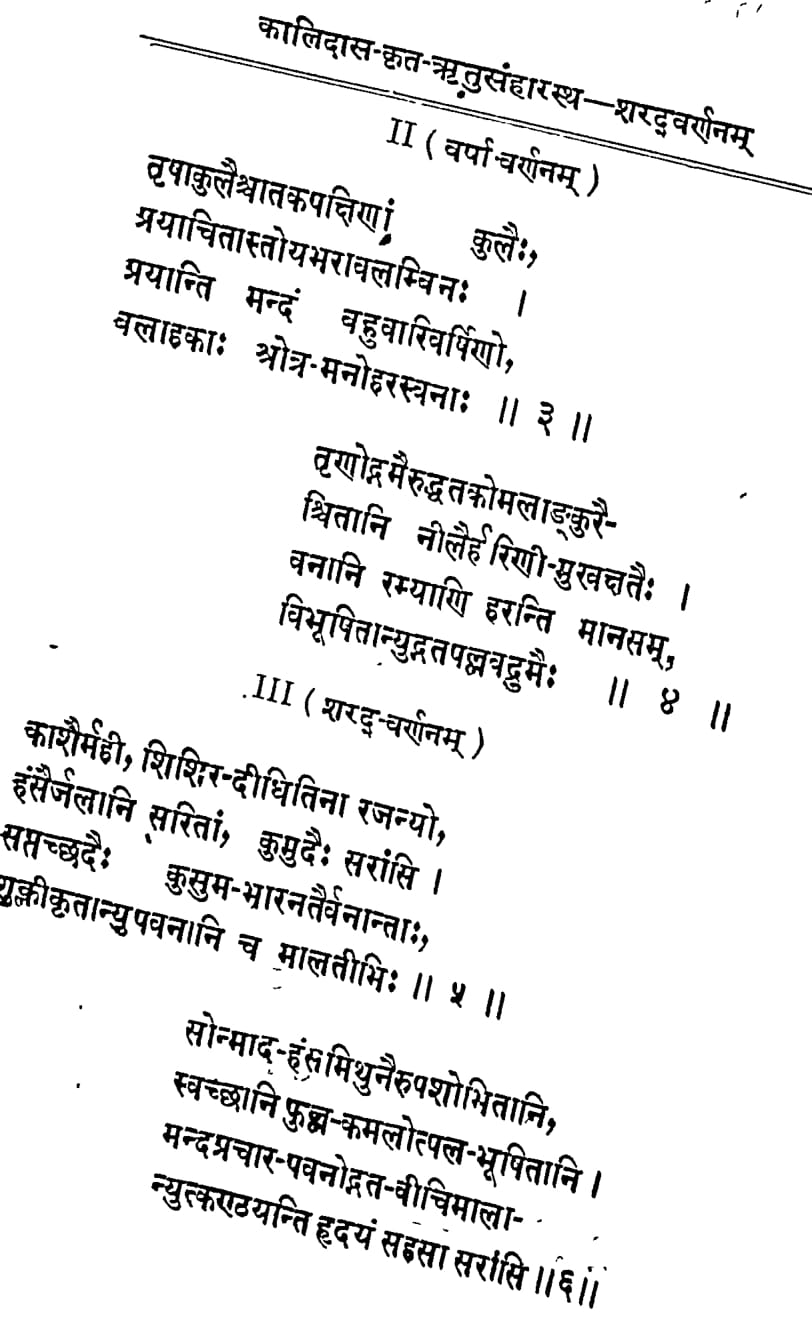 कालिदास-कृत-ऋतुसंहारस्थ—शरद्वर्णनम्
II ( वर्षा-वर्णनम् )
तृषाकुलैश्चातकपक्षिणां कुलैः,
प्रयाचितास्तोयभरावलम्विनः ।
प्रयान्ति मन्दं वहुवारिवर्षिणो,
वलाहकाः श्रोत्र-मनोहरस्वनाः ॥ ३ ॥
तृणोद्गमैरुद्धतकोमलाङ्कुरै-
श्चितानि नीलैर्हरिणी-मुखक्षतैः ।
वनानि रम्याणि हरन्ति मानसम्,
विभूषितान्युद्गतपल्लवद्रुमैः ॥ ४ ॥
III ( शरद्-वर्णनम् )
काशैर्मही, शिशिर-दीधितिना रजन्यो,
हंसैर्जलानि सरितां, कुमुदैः सरांसि ।
सप्तच्छदैः कुसुम-भारनतैर्वनान्ताः,
शुक्लीकृतान्युपवनानि च मालतीभिः ॥ ५ ॥
सोन्माद-हंसमिथुनैरुपशोभितानि,
स्वच्छानि फुल्ल-कमलोत्पल-भूषितानि ।
मन्दप्रचार-पवनोद्गत-वीचिमाला-
न्युत्कण्ठयन्ति हृदयं सहसा सरांसि ॥६॥